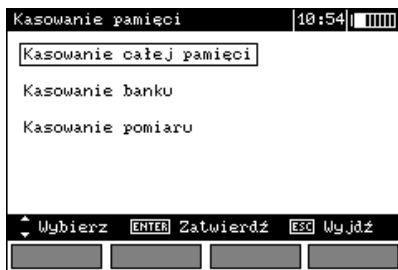 Kasowanie pamięci 10:54
Kasowanie całej pamięci
Kasowanie banku
Kasowanie pomiaru
Wybierz ENTER Zatwierdź ESC Wyjdź